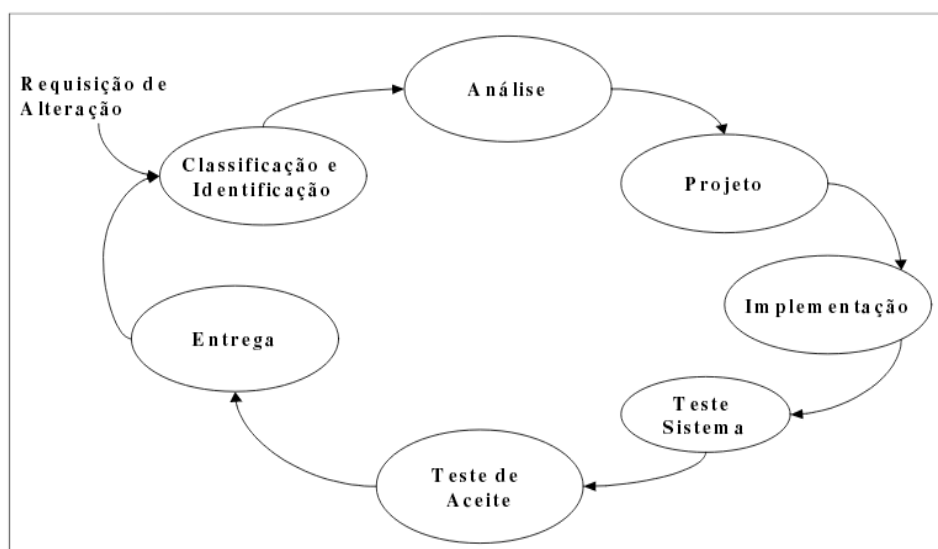 Requisição de
Alteração
Análise
Classificação e
Identificação
Projeto
Implementação
Entrega
Teste
Sistema
Teste de
Aceite